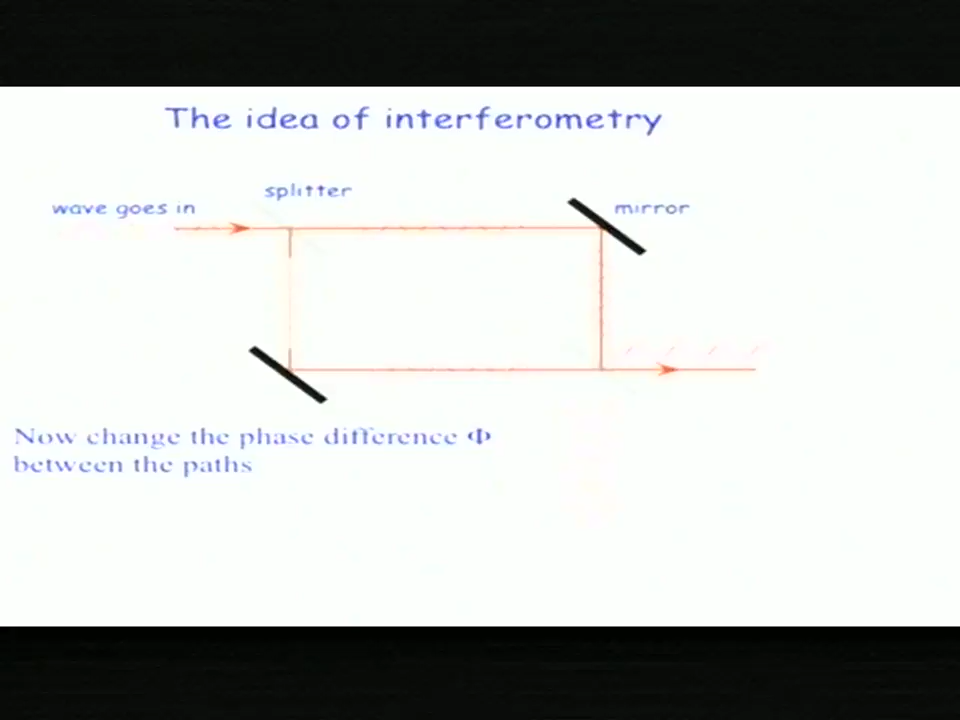 The idea of interferometry
splitter
wave goes in
mirror
Now change the phase difference Φ
between the paths